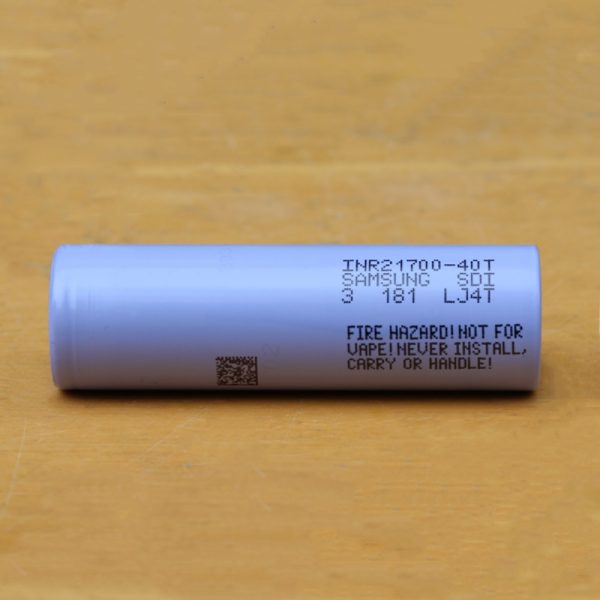 INR21700-40T
SAMSUNG SDI
3 181 LJ4T
FIRE HAZARD! NOT FOR
VAPE! NEVER INSTALL,
CARRY OR HANDLE!